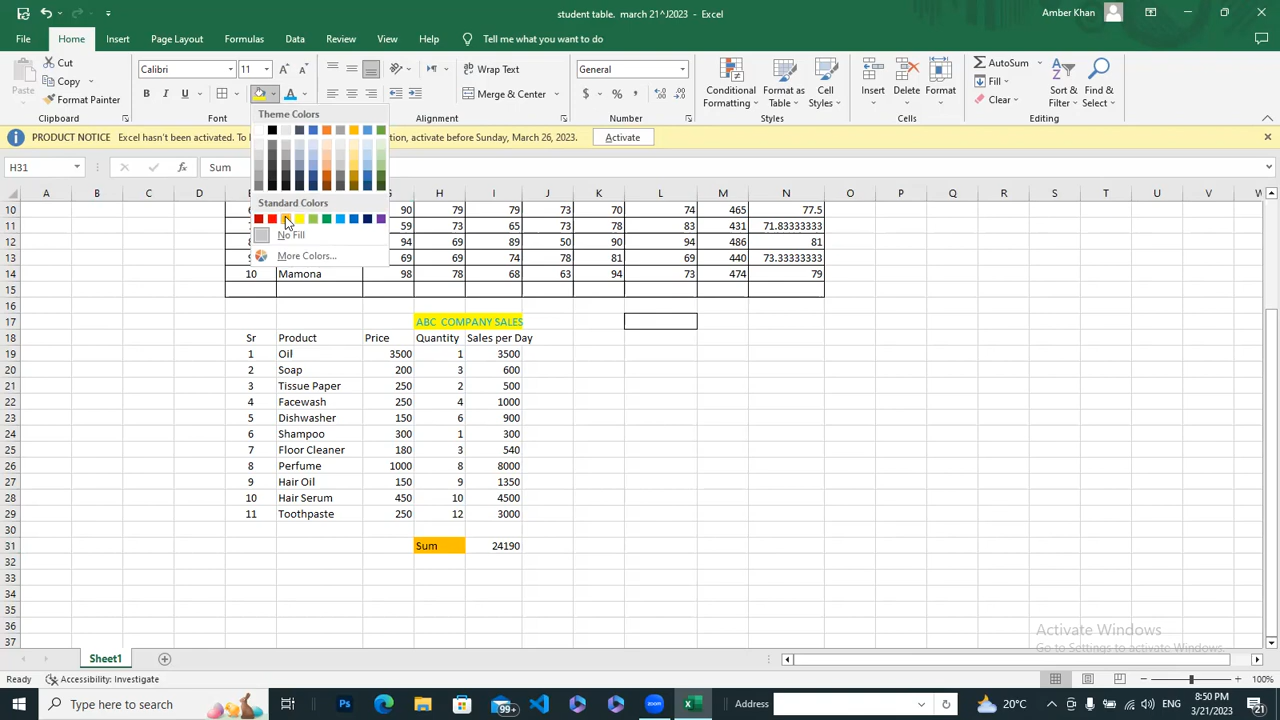 student table. march 21^J2023 - Excel
Amber Khan
File Home Insert Page Layout Formulas Data Review View Help Tell me what you want to do
Cut
Copy
Format Painter
Paste
Clipboard
Calibri 11
B I U
Font
Wrap Text
Merge & Center
Alignment
General
$ % ,
Number
Conditional Formatting
Format as Table
Cell Styles
Styles
Insert Delete Format
Cells
AutoSum
Fill
Clear
Sort & Filter
Find & Select
Editing
Theme Colors
Standard Colors
No Fill
More Colors...
PRODUCT NOTICE Excel hasn't been activated. To
tion, activate before Sunday, March 26, 2023.
Activate
H31 Sum
A B C D H I J K L M N O P Q R S T U V W
10 90 79 79 73 70 74 465 77.5
11 59 73 65 73 78 83 431 71.83333333
12 94 69 89 50 90 94 486 81
13 69 69 74 78 81 69 440 73.33333333
14 10 Mamona 98 78 68 63 94 73 474 79
15
16
17 ABC COMPANY SALES
18 Sr Product Price Quantity Sales per Day
19 1 Oil 3500 1 3500
20 2 Soap 200 3 600
21 3 Tissue Paper 250 2 500
22 4 Facewash 250 4 1000
23 5 Dishwasher 150 6 900
24 6 Shampoo 300 1 300
25 7 Floor Cleaner 180 3 540
26 8 Perfume 1000 8 8000
27 9 Hair Oil 150 9 1350
28 10 Hair Serum 450 10 4500
29 11 Toothpaste 250 12 3000
30
31 Sum 24190
32
33
34
35
36
37
Activate Windows
Go to Settings to activate Windows.
Sheet1
Ready Accessibility: Investigate 100%
Type here to search
99+
Address
20°C
8:50 PM
3/21/2023
21